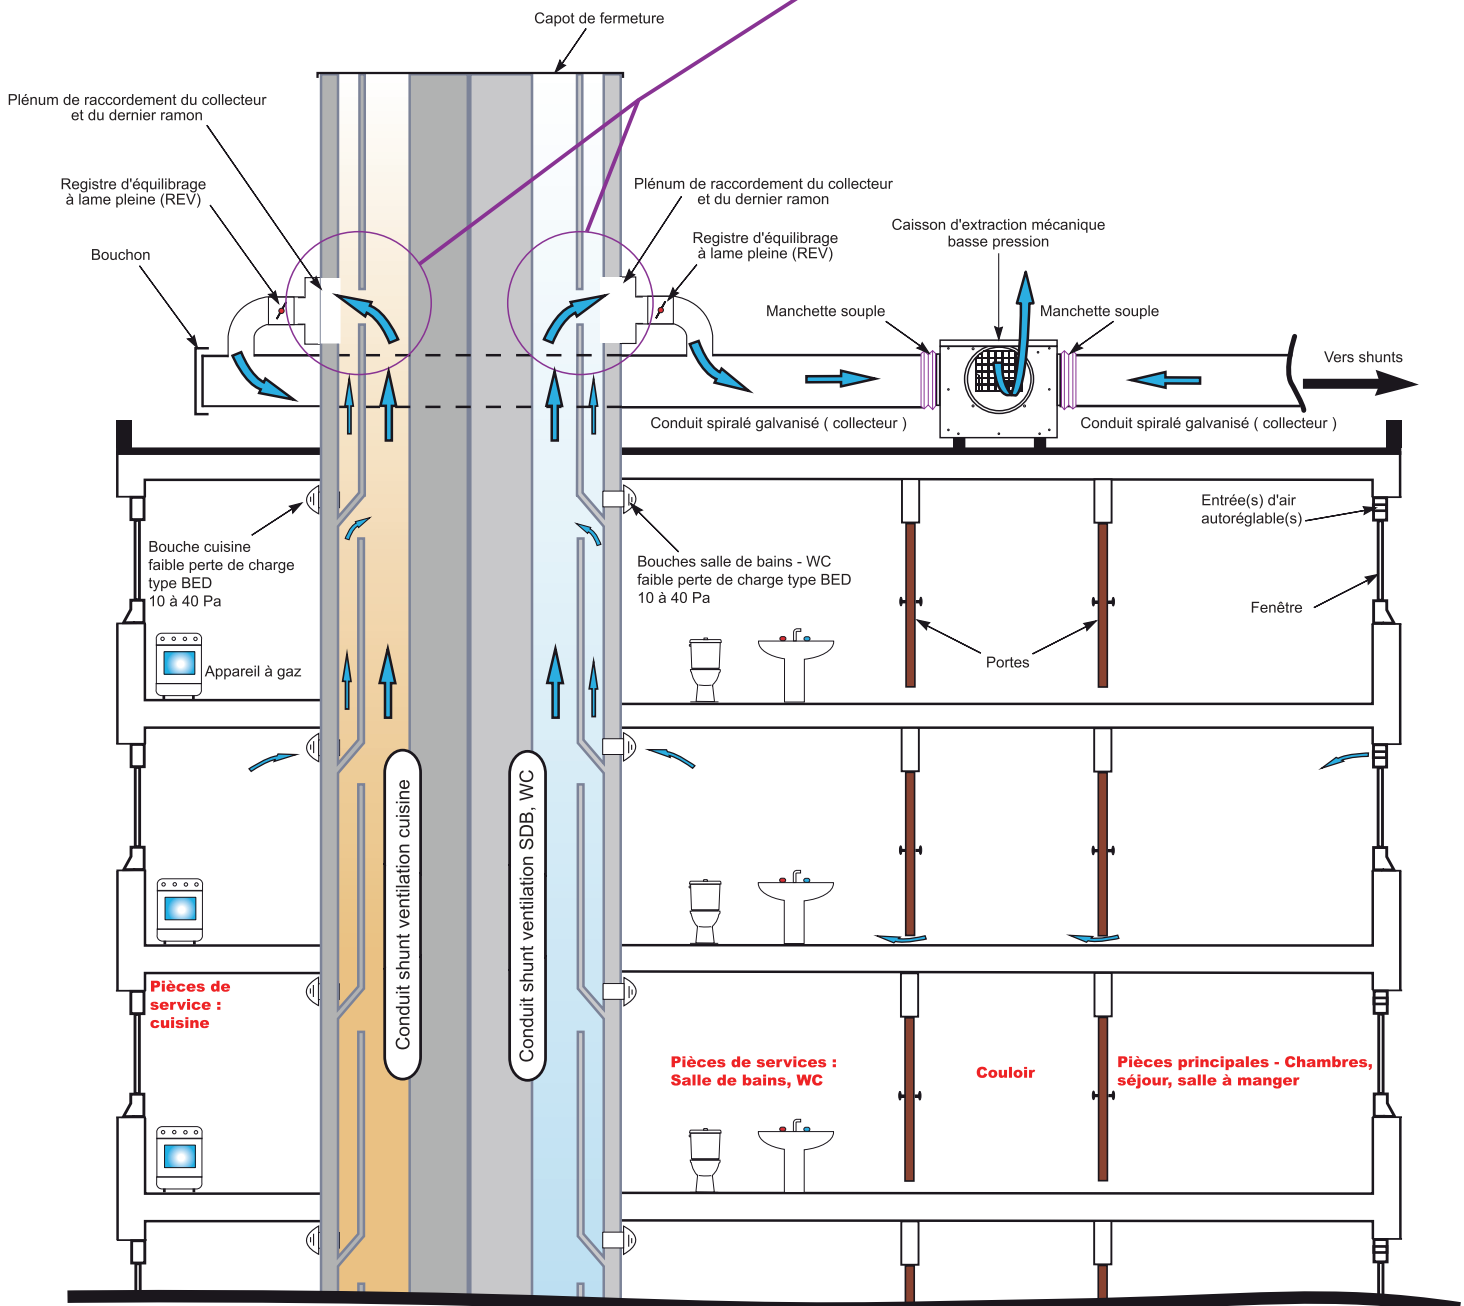 Capot de fermeture
Plénum de raccordement du collecteur
et du dernier ramon
Registre d'équilibrage
à lame pleine (REV)
Bouchon
Plénum de raccordement du collecteur
et du dernier ramon
Registre d'équilibrage
à lame pleine (REV)
Caisson d'extraction mécanique
basse pression
Manchette souple
Manchette souple
Vers shunts
Conduit spiralé galvanisé ( collecteur )
Conduit spiralé galvanisé ( collecteur )
Bouche cuisine
faible perte de charge
type BED
10 à 40 Pa
Bouches salle de bains - WC
faible perte de charge type BED
10 à 40 Pa
Entrée(s) d'air
autoréglable(s)
Fenêtre
Portes
Appareil à gaz
Conduit shunt ventilation cuisine
Conduit shunt ventilation SDB, WC
Pièces de
service :
cuisine
Pièces de services :
Salle de bains, WC
Couloir
Pièces principales - Chambres,
séjour, salle à manger